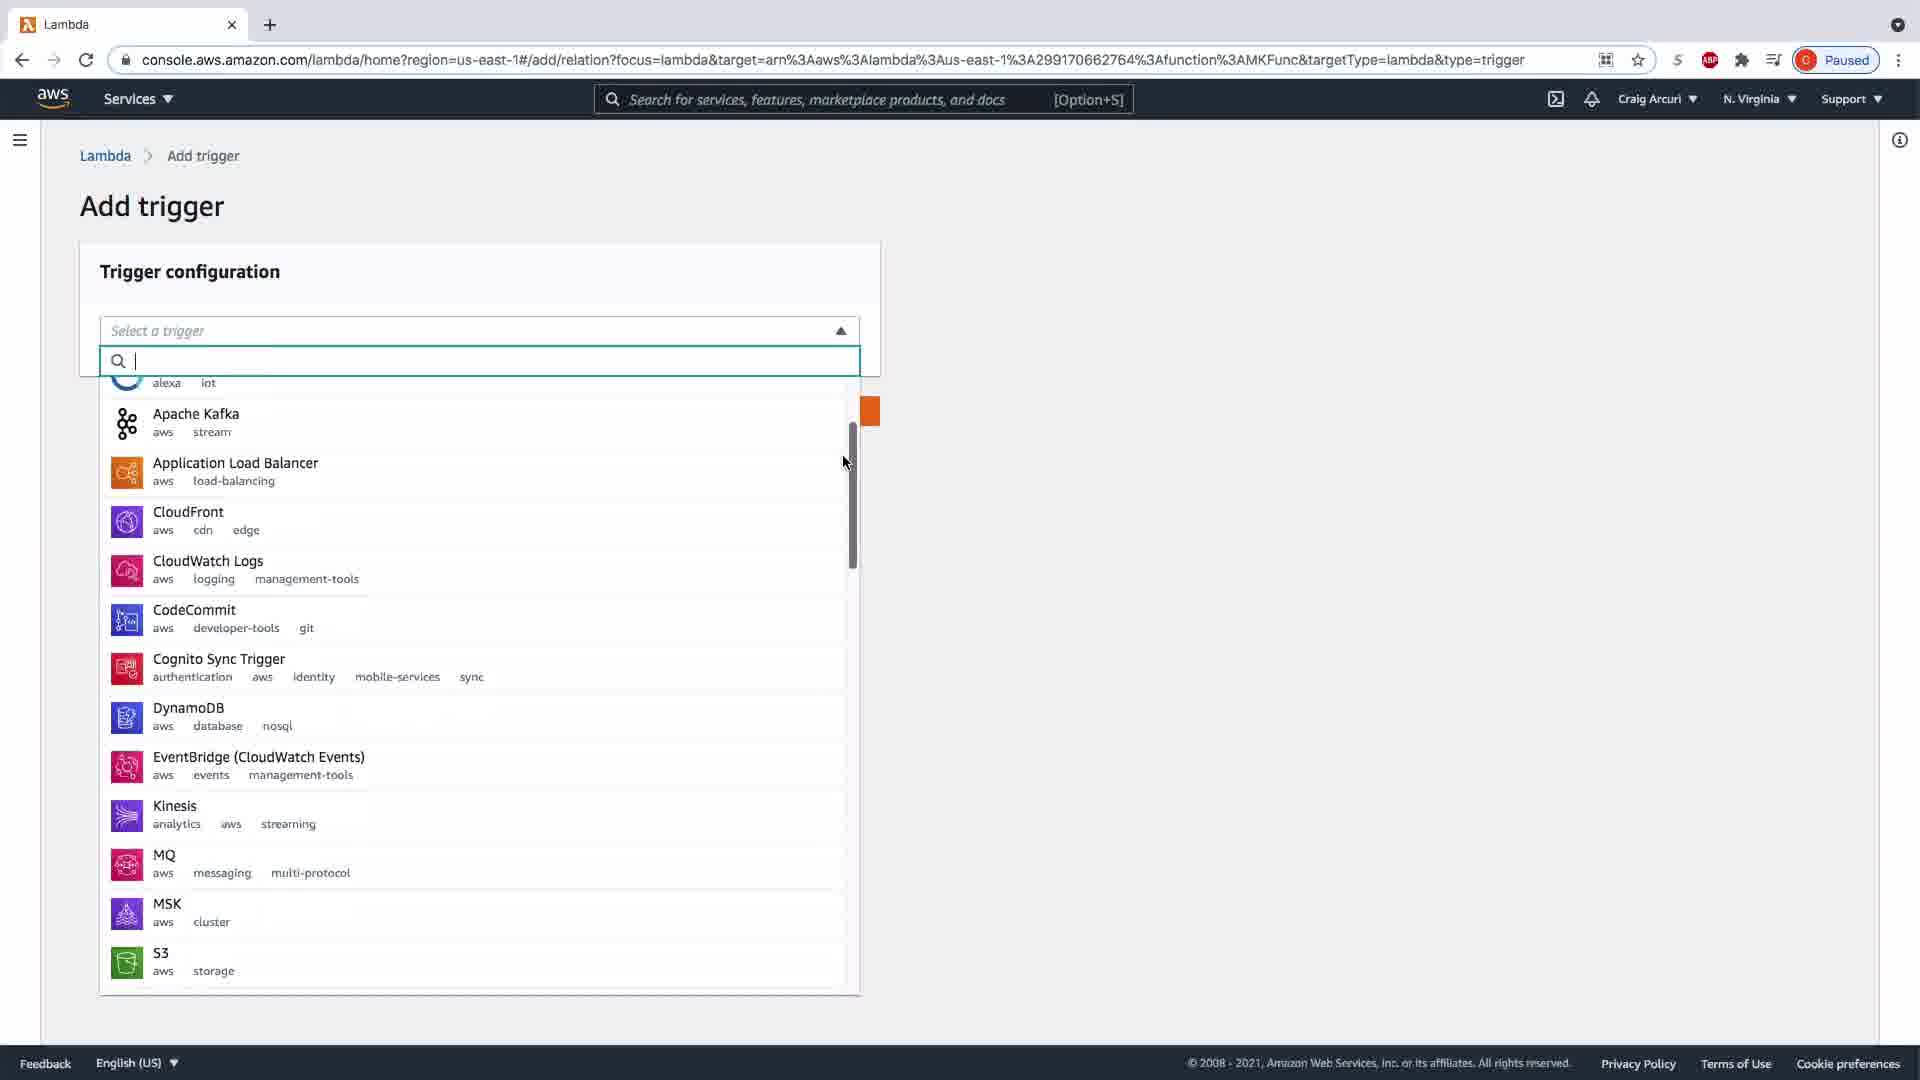 Lambda
console.aws.amazon.com/lambda/home?region=us-east-1#/add/relation?focus=lambda&target=arn%3Aaws%3Alambda%3Aus-east-1%3A299170662764%3Afunction%3AMKFunc&targetType=lambda&type=trigger
S
ABP
C
Paused
aws
Services
Search for services, features, marketplace products, and docs
[Option+S]
Craig Arcuri
N. Virginia
Support
Lambda
Add trigger
Add trigger
Trigger configuration
Select a trigger
alexa iot
Apache Kafka
aws stream
Application Load Balancer
aws load-balancing
CloudFront
aws cdn edge
CloudWatch Logs
aws logging management-tools
CodeCommit
aws developer-tools git
Cognito Sync Trigger
authentication aws identity mobile-services sync
DynamoDB
aws database nosql
EventBridge (CloudWatch Events)
aws events management-tools
Kinesis
analytics aws streaming
MQ
aws messaging multi-protocol
MSK
aws cluster
S3
aws storage
Feedback
English (US)
© 2008 - 2021, Amazon Web Services, Inc. or its affiliates. All rights reserved.
Privacy Policy
Terms of Use
Cookie preferences